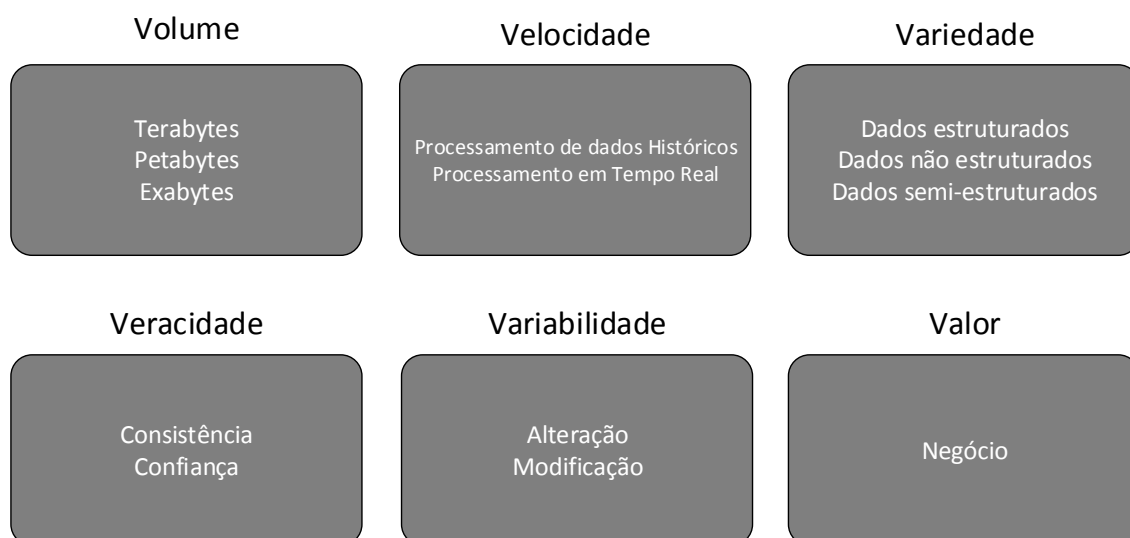 Volume
Velocidade
Variedade
Terabytes
Petabytes
Exabytes
Processamento de dados Históricos
Processamento em Tempo Real
Dados estruturados
Dados não estruturados
Dados semi-estruturados
Veracidade
Variabilidade
Valor
Consistência
Confiança
Alteração
Modificação
Negócio